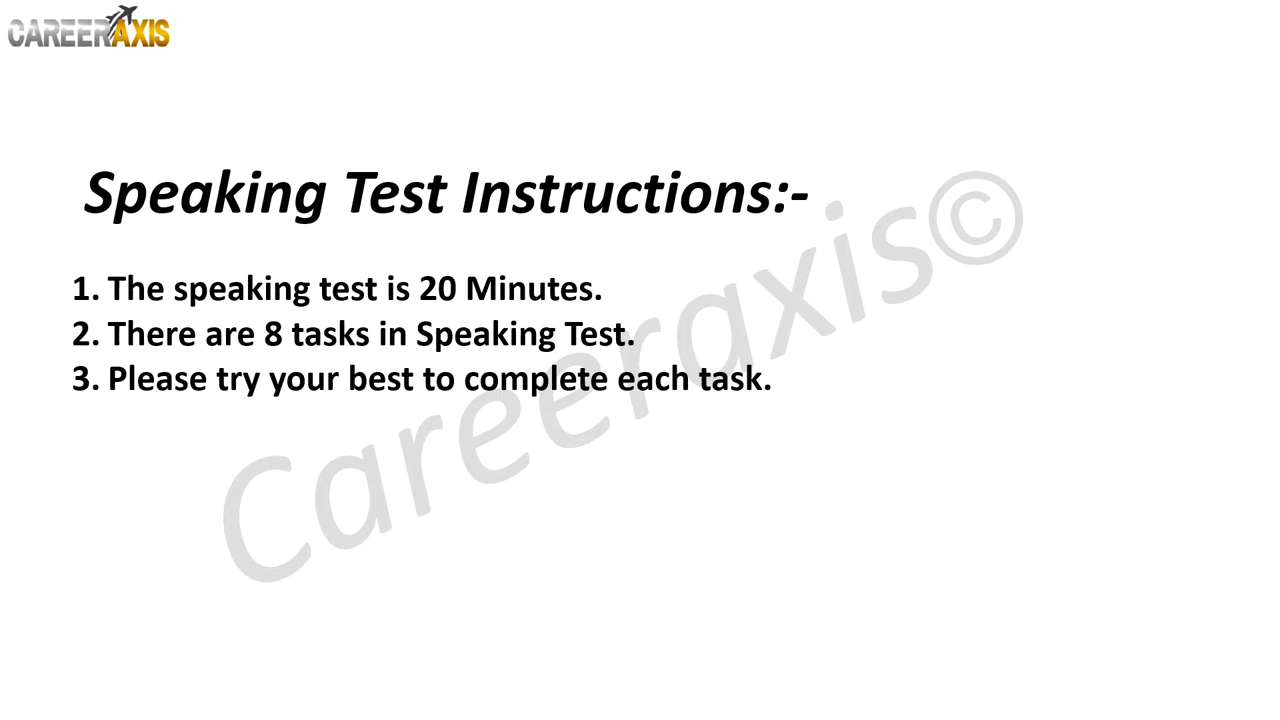 CAREERAXIS
Speaking Test Instructions:-
1. The speaking test is 20 Minutes.
2. There are 8 tasks in Speaking Test.
3. Please try your best to complete each task.
Careeraxis©